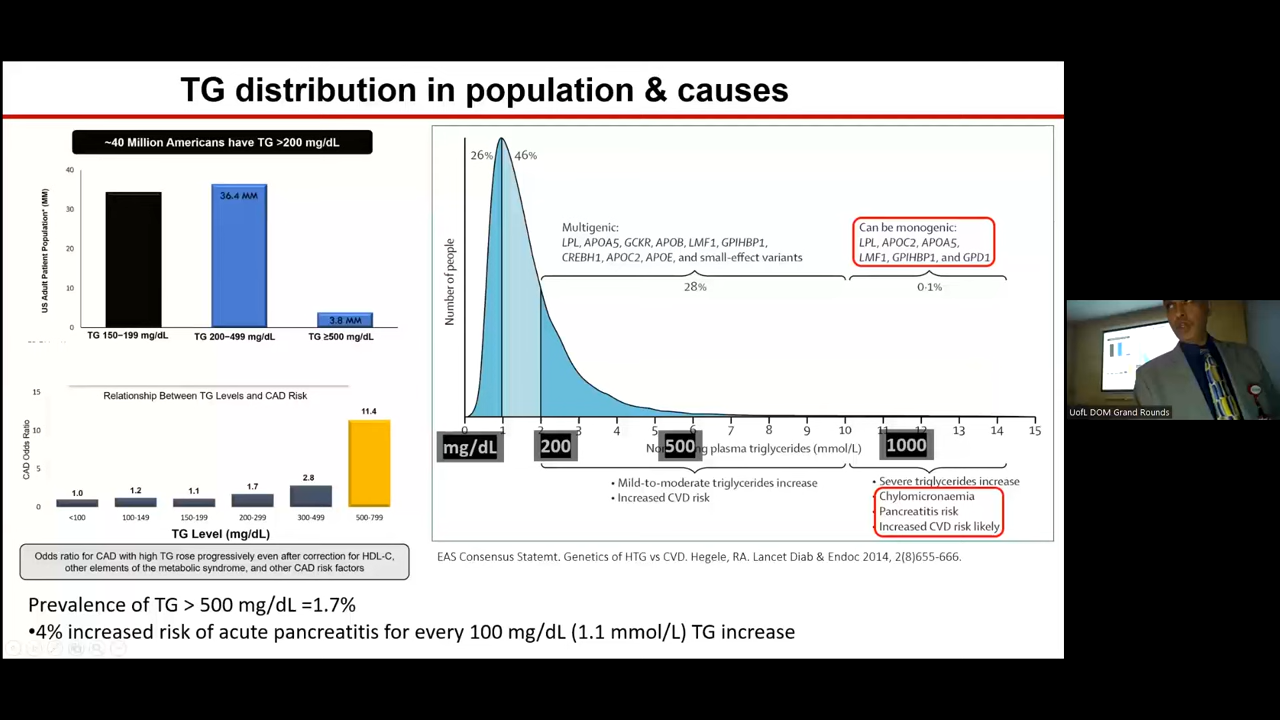 TG distribution in population & causes
~40 Million Americans have TG >200 mg/dL
US Adult Patient Population* (MM)
40
30
20
10
0
36.4 MM
3.8 MM
TG 150–199 mg/dL
TG 200–499 mg/dL
TG ≥500 mg/dL
Relationship Between TG Levels and CAD Risk
CAD Odds Ratio
15
10
5
0
1.0
1.2
1.1
1.7
2.8
11.4
<100
100-149
150-199
200-299
300-499
500-799
TG Level (mg/dL)
Odds ratio for CAD with high TG rose progressively even after correction for HDL-C,
other elements of the metabolic syndrome, and other CAD risk factors
Number of people
26%
46%
Multigenic:
LPL, APOA5, GCKR, APOB, LMF1, GPIHBP1,
CREBH1, APOC2, APOE, and small-effect variants
28%
Can be monogenic:
LPL, APOC2, APOA5,
LMF1, GPIHBP1, and GPD1
0·1%
0 1 2 3 4 5 6 7 8 9 10 11 12 13 14 15
mg/dL 200 500 1000
plasma triglycerides (mmol/L)
• Mild-to-moderate triglycerides increase
• Increased CVD risk
• Severe triglycerides increase
Chylomicronaemia
Pancreatitis risk
Increased CVD risk likely
EAS Consensus Statemt. Genetics of HTG vs CVD. Hegele, RA. Lancet Diab & Endoc 2014, 2(8)655-666.
Prevalence of TG > 500 mg/dL =1.7%
•4% increased risk of acute pancreatitis for every 100 mg/dL (1.1 mmol/L) TG increase
UofL DOM Grand Rounds